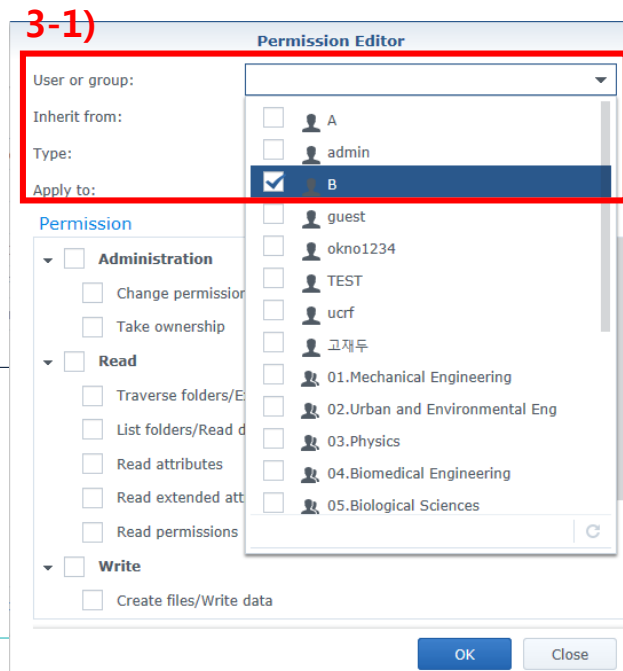 3-1)
Permission Editor
User or group:
Inherit from:
Type:
Apply to:
A
admin
B
guest
okno1234
TEST
ucrf
고재두
01.Mechanical Engineering
02.Urban and Environmental Eng
03.Physics
04.Biomedical Engineering
05.Biological Sciences
Permission
Administration
Change permission
Take ownership
Read
Traverse folders/E
List folders/Read d
Read attributes
Read extended att
Read permissions
Write
Create files/Write data
OK Close